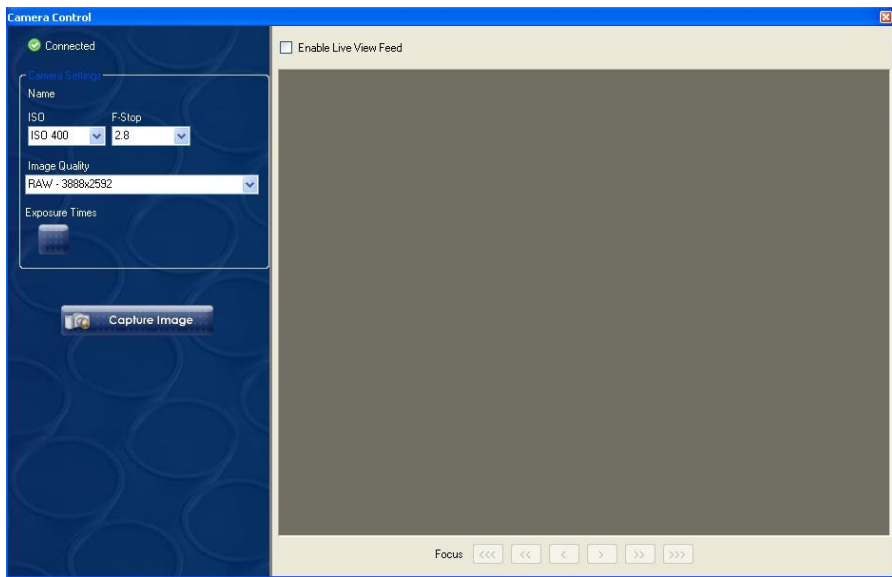 Camera Control
Connected
Camera Settings
Name
ISO F-Stop
ISO 400 2.8
Image Quality
RAW - 3888x2592
Exposure Times
Capture Image
Enable Live View Feed
Focus <<< << < > >> >>>